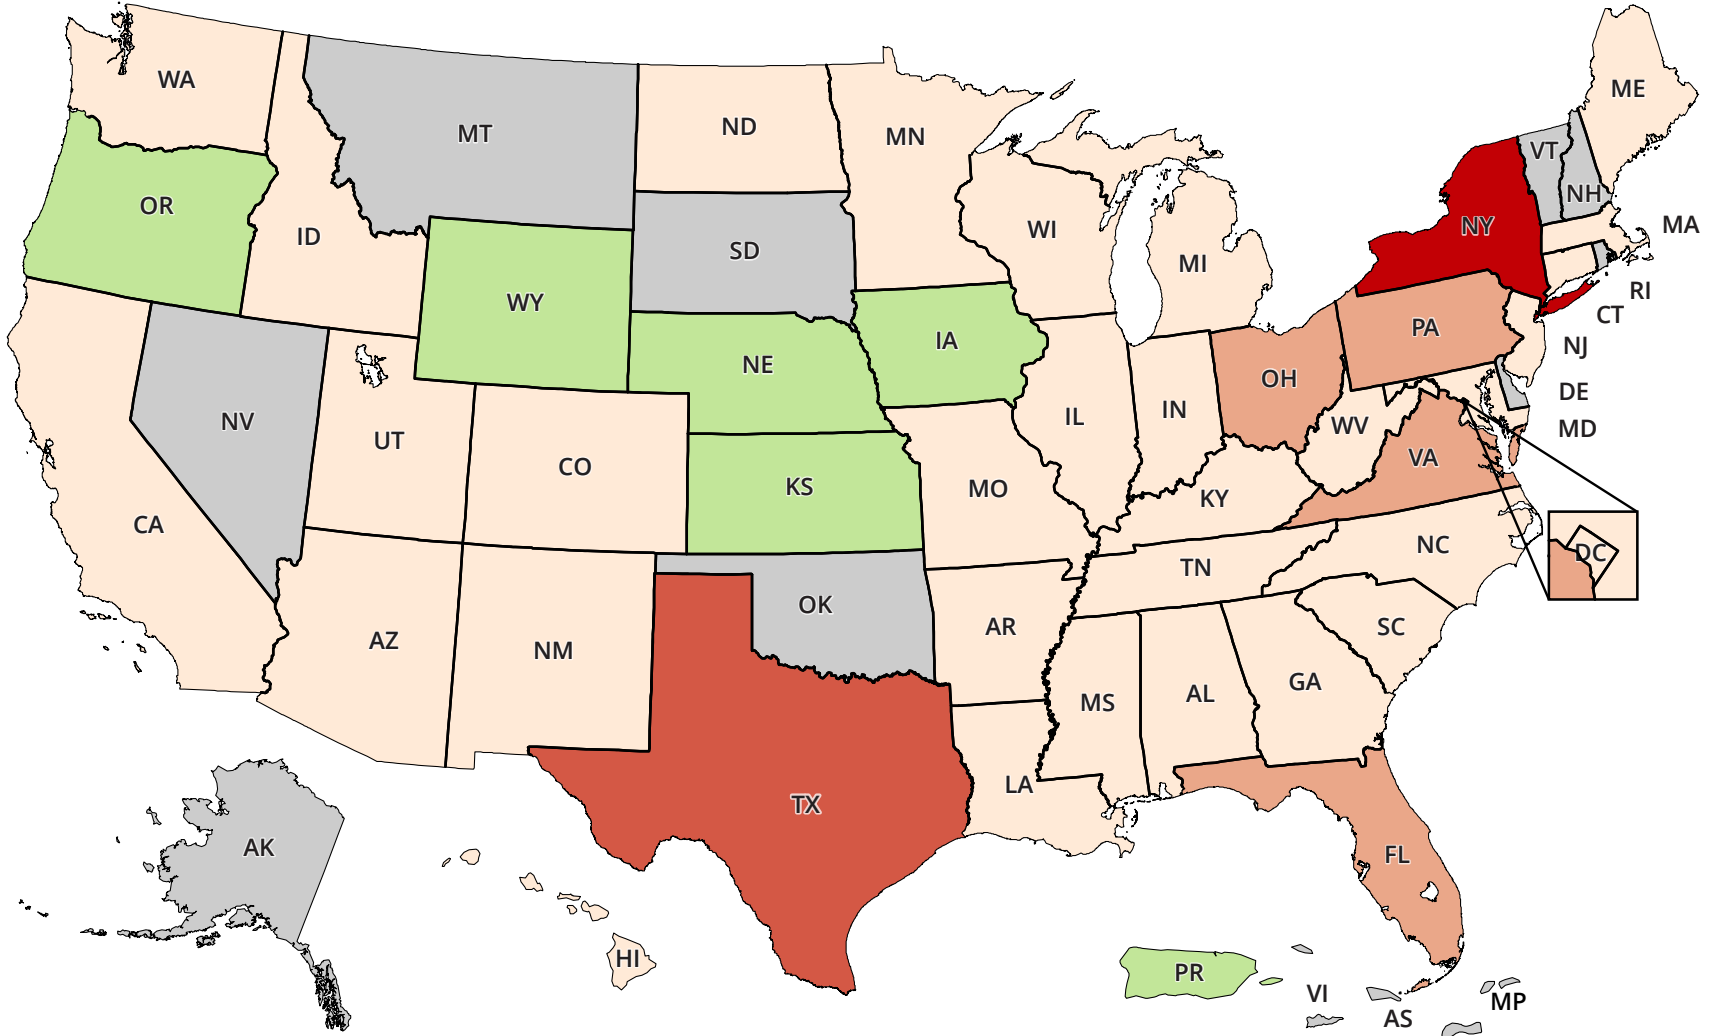 WA
MT
ND
MN
ME
VT
NH
OR
ID
SD
WI
NY
MA
MI
WY
RI
CT
PA
NJ
NE
IA
OH
DE
NV
UT
IL
IN
WV
MD
CO
KS
MO
KY
VA
CA
NC
DC
TN
OK
AR
SC
AZ
NM
MS
AL
GA
LA
TX
AK
FL
HI
PR
VI
MP
AS